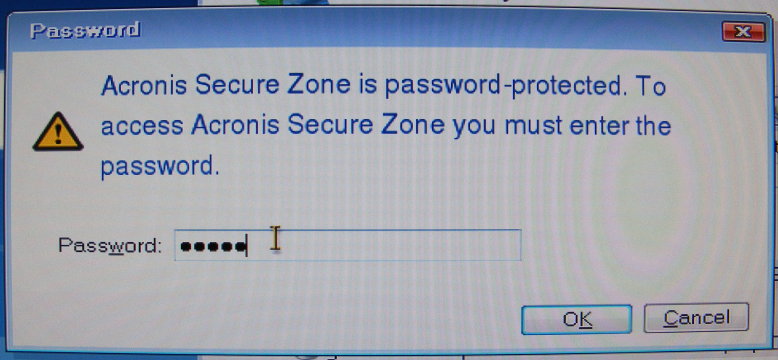 Password
Acronis Secure Zone is password-protected. To
access Acronis Secure Zone you must enter the
password.
Password: •••••
OK
Cancel